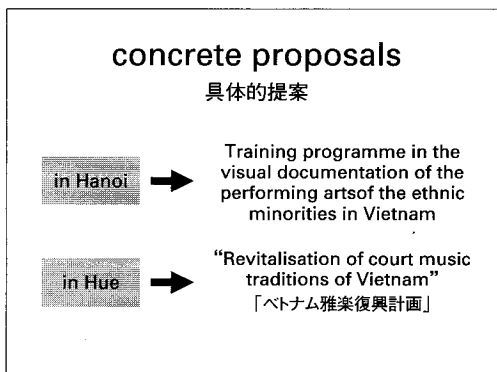 concrete proposals
具体的提案
in Hanoi
Training programme in the
visual documentation of the
performing artsof the ethnic
minorities in Vietnam
in Hue
“Revitalisation of court music
traditions of Vietnam”
「ベトナム雅楽復興計画」